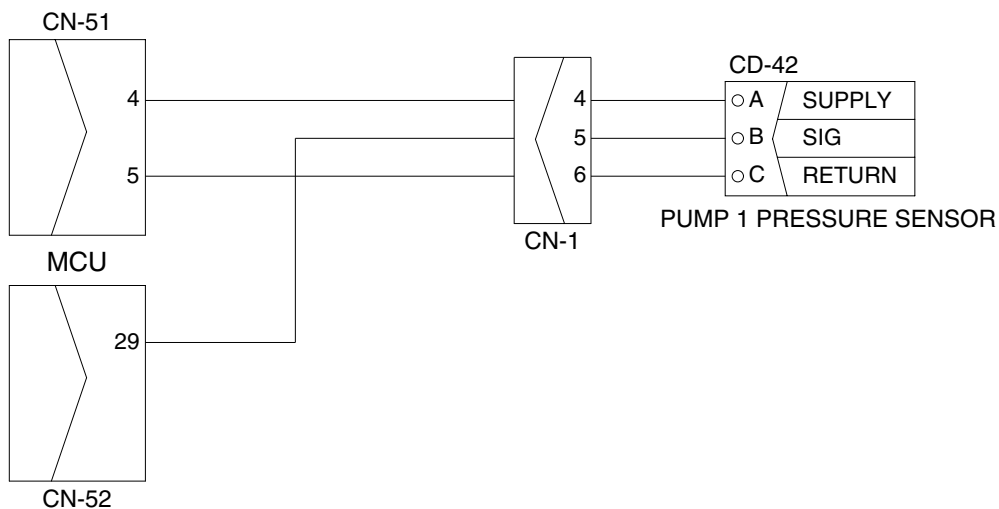 CN-51
CD-42
4
4
A
SUPPLY
5
B
SIG
5
6
C
RETURN
PUMP 1 PRESSURE SENSOR
CN-1
MCU
29
CN-52